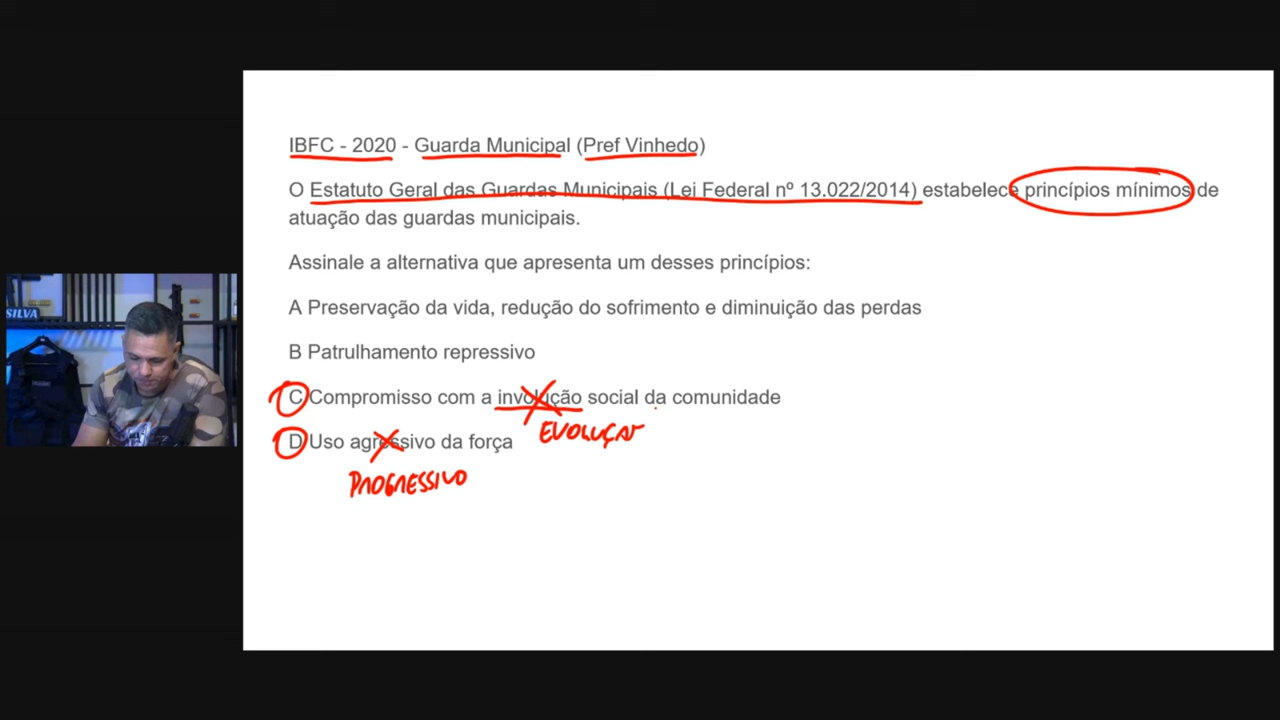 IBFC - 2020 - Guarda Municipal (Pref Vinhedo)
O Estatuto Geral das Guardas Municipais (Lei Federal nº 13.022/2014) estabelece princípios mínimos de
atuação das guardas municipais.
Assinale a alternativa que apresenta um desses princípios:
A Preservação da vida, redução do sofrimento e diminuição das perdas
SILVA
B Patrulhamento repressivo
C Compromisso com a involução social da comunidade
EVOLUÇÃO
D Uso agressivo da força
PROGRESSIVO